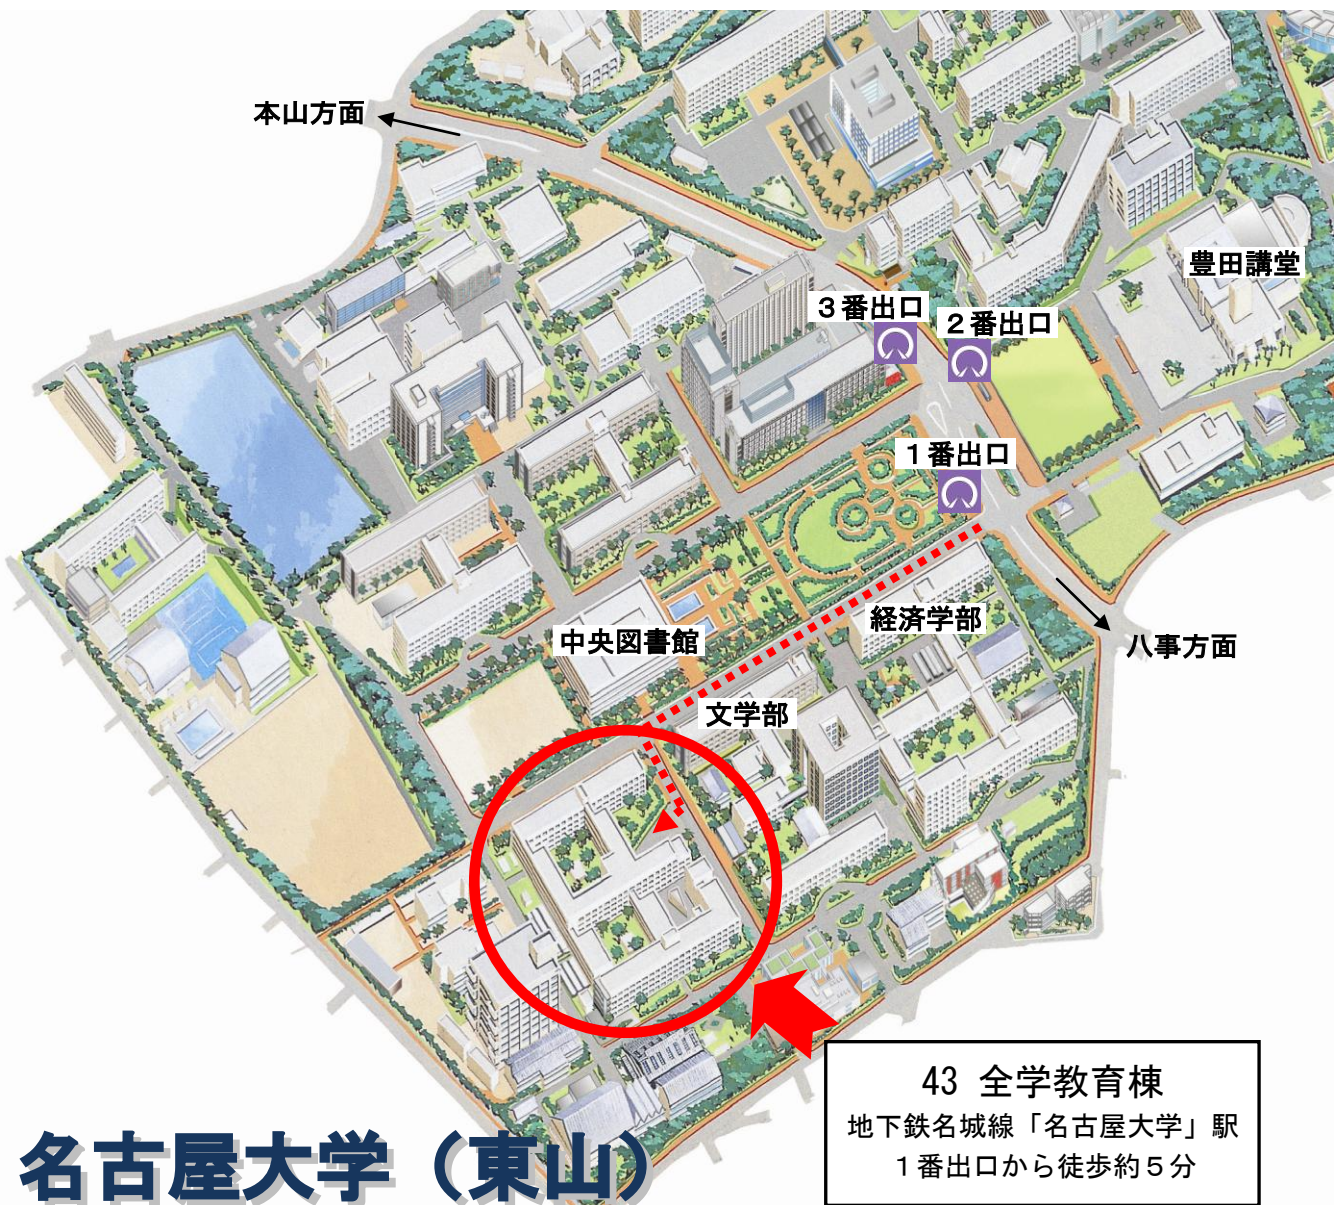 本山方面
豊田講堂
3番出口
2番出口
1番出口
経済学部
中央図書館
八事方面
文学部
43 全学教育棟
地下鉄名城線「名古屋大学」駅
1番出口から徒歩約5分
名古屋大学(東山)